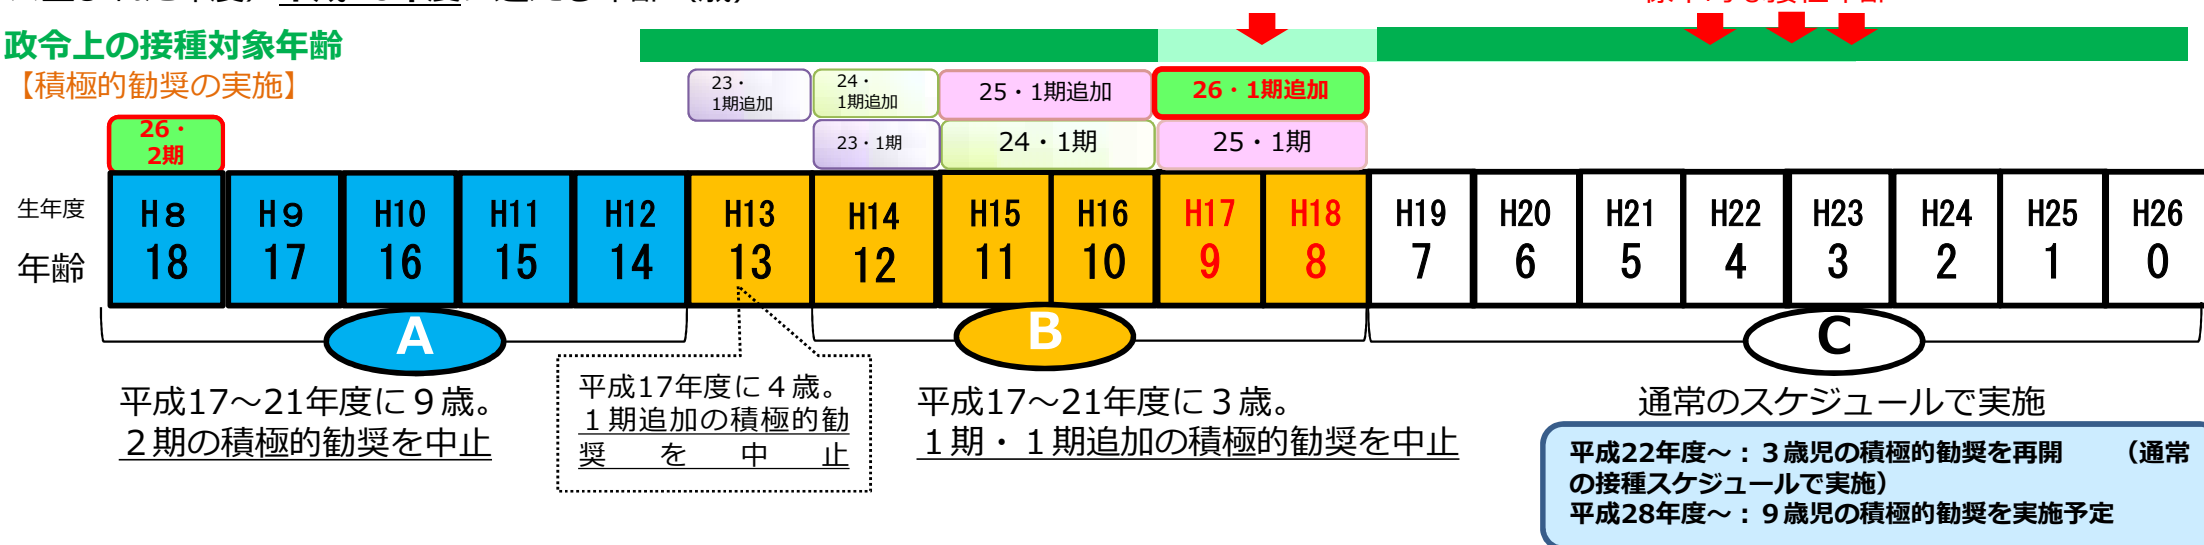 政令上の接種対象年齢
【積極的勧奨の実施】
26・
2期
23・
1期追加
24・
1期追加
25・1期追加
26・1期追加
23・1期
24・1期
25・1期
生年度
H８ H９ H10 H11 H12 H13 H14 H15 H16 H17 H18 H19 H20 H21 H22 H23 H24 H25 H26
年齢
18 17 16 15 14 13 12 11 10 9 8 7 6 5 4 3 2 1 0
A
B
C
平成17～21年度に９歳。
２期の積極的勧奨を中止
平成17年度に４歳。
１期追加の積極的勧
奨を中止
平成17～21年度に３歳。
１期・１期追加の積極的勧奨を中止
通常のスケジュールで実施
平成22年度～：３歳児の積極的勧奨を再開　　（通常
の接種スケジュールで実施）
平成28年度～：９歳児の積極的勧奨を実施予定